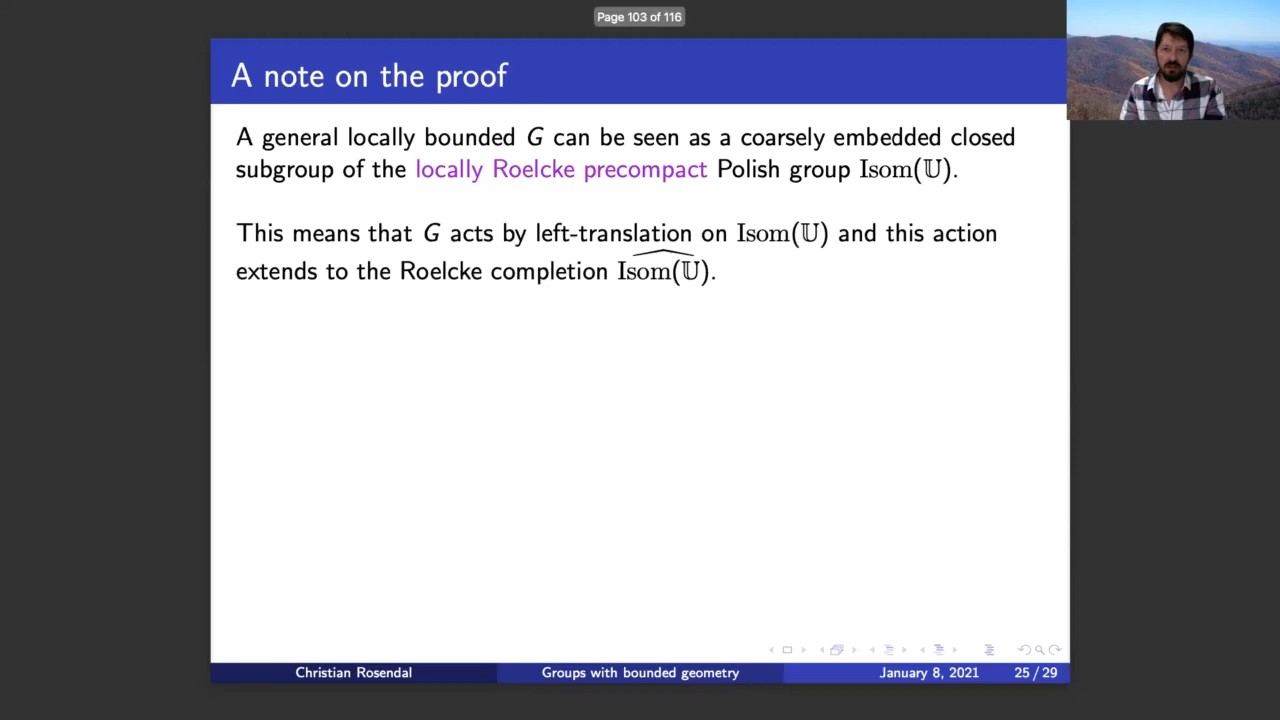 Page 103 of 116
A note on the proof
A general locally bounded G can be seen as a coarsely embedded closed
subgroup of the locally Roelcke precompact Polish group Isom(𝕌).
This means that G acts by left-translation on Isom(𝕌) and this action
extends to the Roelcke completion \widehat{Isom(𝕌)}.
Christian Rosendal Groups with bounded geometry January 8, 2021 25 / 29